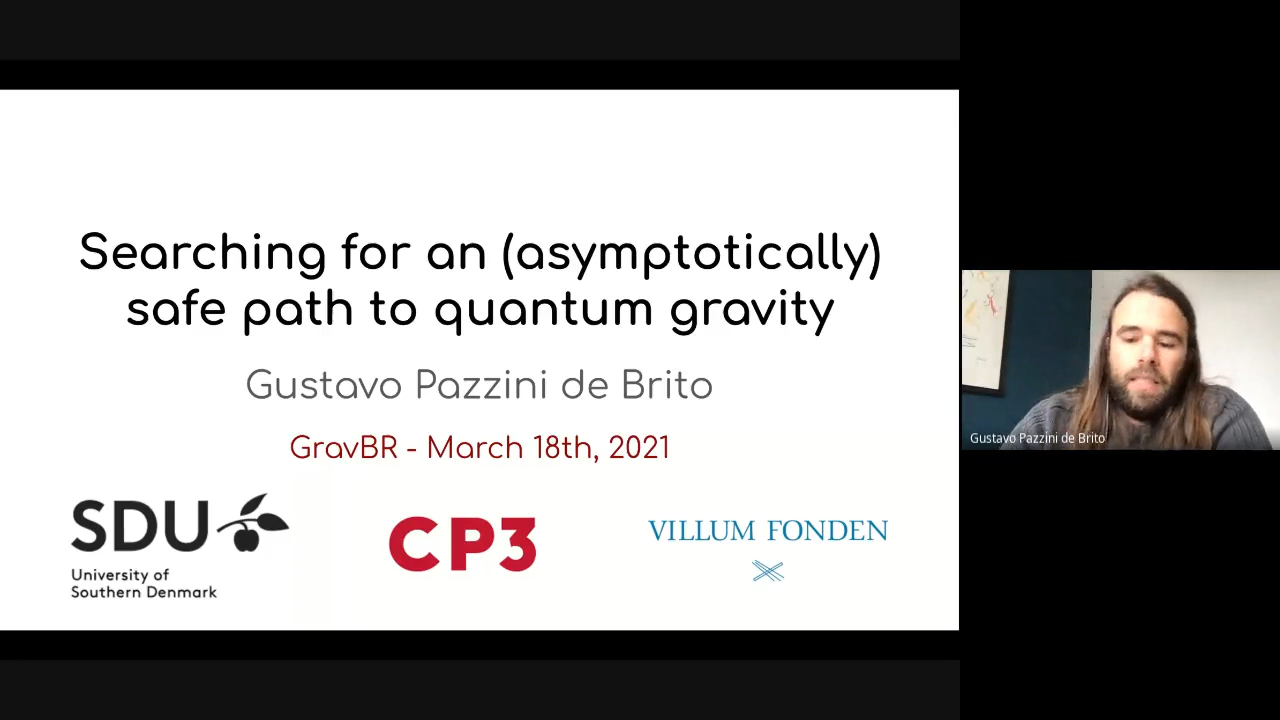 Searching for an (asymptotically)
safe path to quantum gravity
Gustavo Pazzini de Brito
GravBR - March 18th, 2021
SDU
University of
Southern Denmark
CP3
VILLUM FONDEN
Gustavo Pazzini de Brito